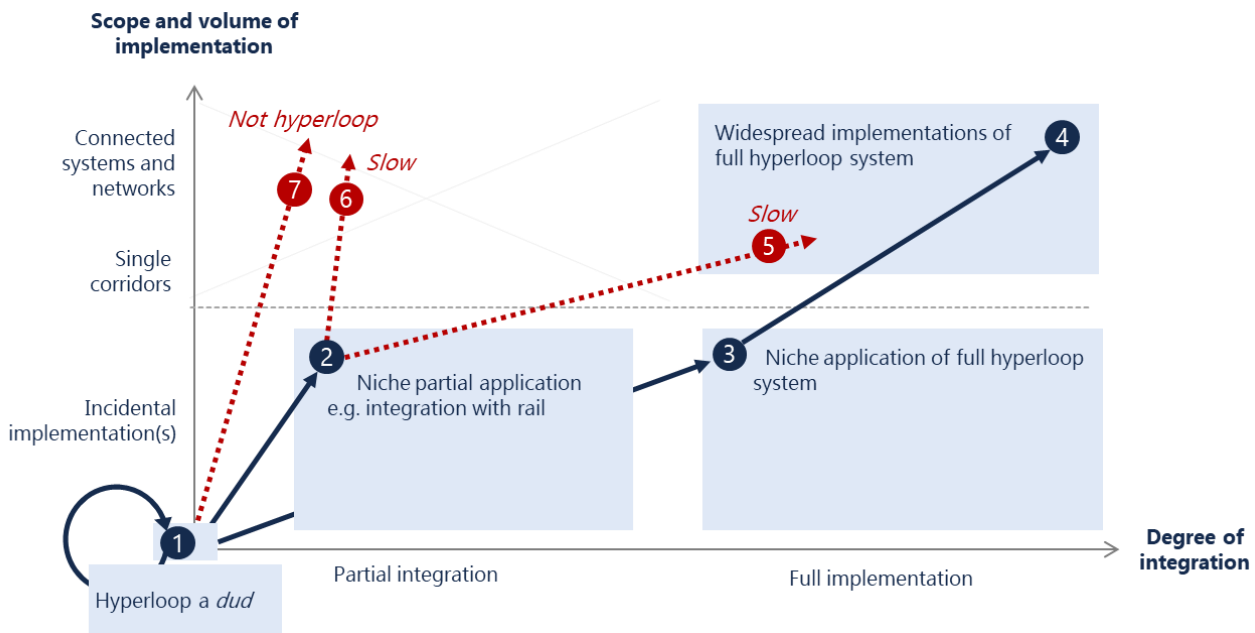 Scope and volume of
implementation
Connected
systems and
networks
Single
corridors
Incidental
implementation(s)
Not hyperloop
Slow
7
6
Widespread implementations of
full hyperloop system
4
Slow
5
2
Niche partial application
e.g. integration with rail
3
Niche application of full hyperloop
system
1
Hyperloop a dud
Partial integration
Full implementation
Degree of
integration